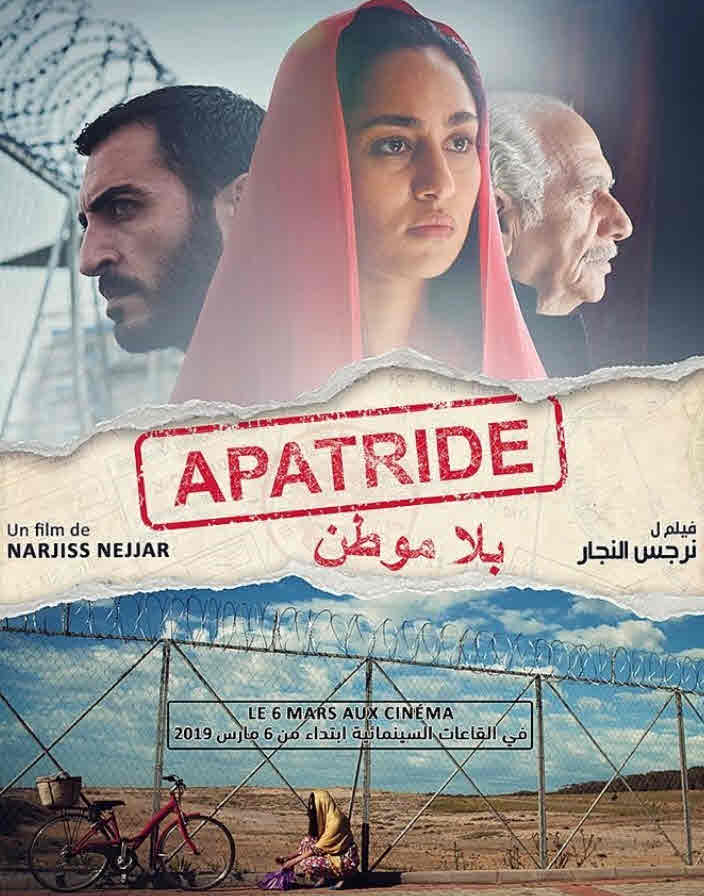 APATRIDE
بلا موطن
Un film de
NARJISS NEJJAR
فيلم ل
نرجس النجار
LE 6 MARS AUX CINÉMA
في القاعات السينمائية ابتداء من 6 مارس 2019